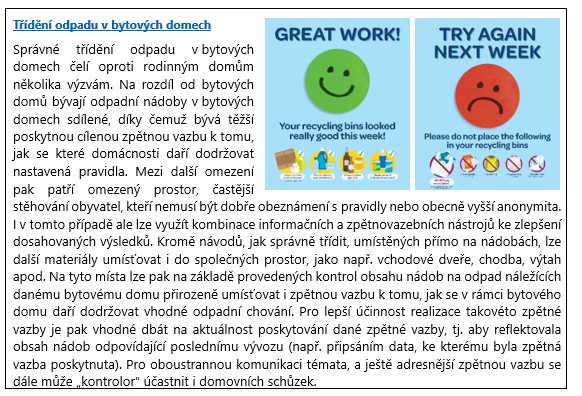 Třídění odpadu v bytových domech
Správné třídění odpadu v bytových
domech čelí oproti rodinným domům
několika výzvám. Na rozdíl od bytových
domů bývají odpadní nádoby v bytových
domech sdílené, díky čemuž bývá těžší
poskytnou cílenou zpětnou vazbu k tomu,
jak se které domácnosti daří dodržovat
nastavená pravidla. Mezi další omezení
pak patří omezený prostor, častější
stěhování obyvatel, kteří nemusí být dobře obeznámení s pravidly nebo obecně vyšší anonymita.
I v tomto případě ale lze využít kombinace informačních a zpětnovazebních nástrojů ke zlepšení
dosahovaných výsledků. Kromě návodů, jak správně třídit, umístěných přímo na nádobách, lze
další materiály umísťovat i do společných prostor, jako např. vchodové dveře, chodba, výtah
apod. Na tyto místa lze pak na základě provedených kontrol obsahu nádob na odpad náležících
danému bytovému domu přirozeně umísťovat i zpětnou vazbu k tomu, jak se v rámci bytového
domu daří dodržovat vhodné odpadní chování. Pro lepší účinnost realizace takovéto zpětné
vazby je pak vhodné dbát na aktuálnost poskytování dané zpětné vazby, tj. aby reflektovala
obsah nádob odpovídající poslednímu vývozu (např. připsáním data, ke kterému byla zpětná
vazba poskytnuta). Pro oboustrannou komunikaci témata, a ještě adresnější zpětnou vazbu se
dále může „kontrolor" účastnit i domovních schůzek.
GREAT WORK!
Your recycling bins looked
really good this week!
TRY AGAIN
NEXT WEEK
Please do not place the following
in your recycling bins